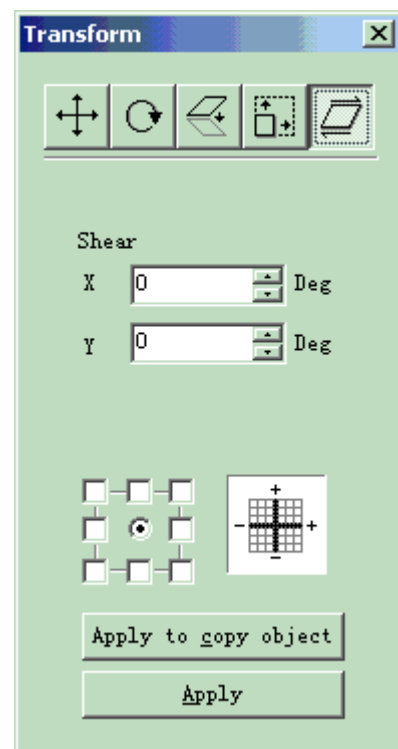 Transform
Shear
X 0 Deg
Y 0 Deg
+
- +
-
Apply to copy object
Apply